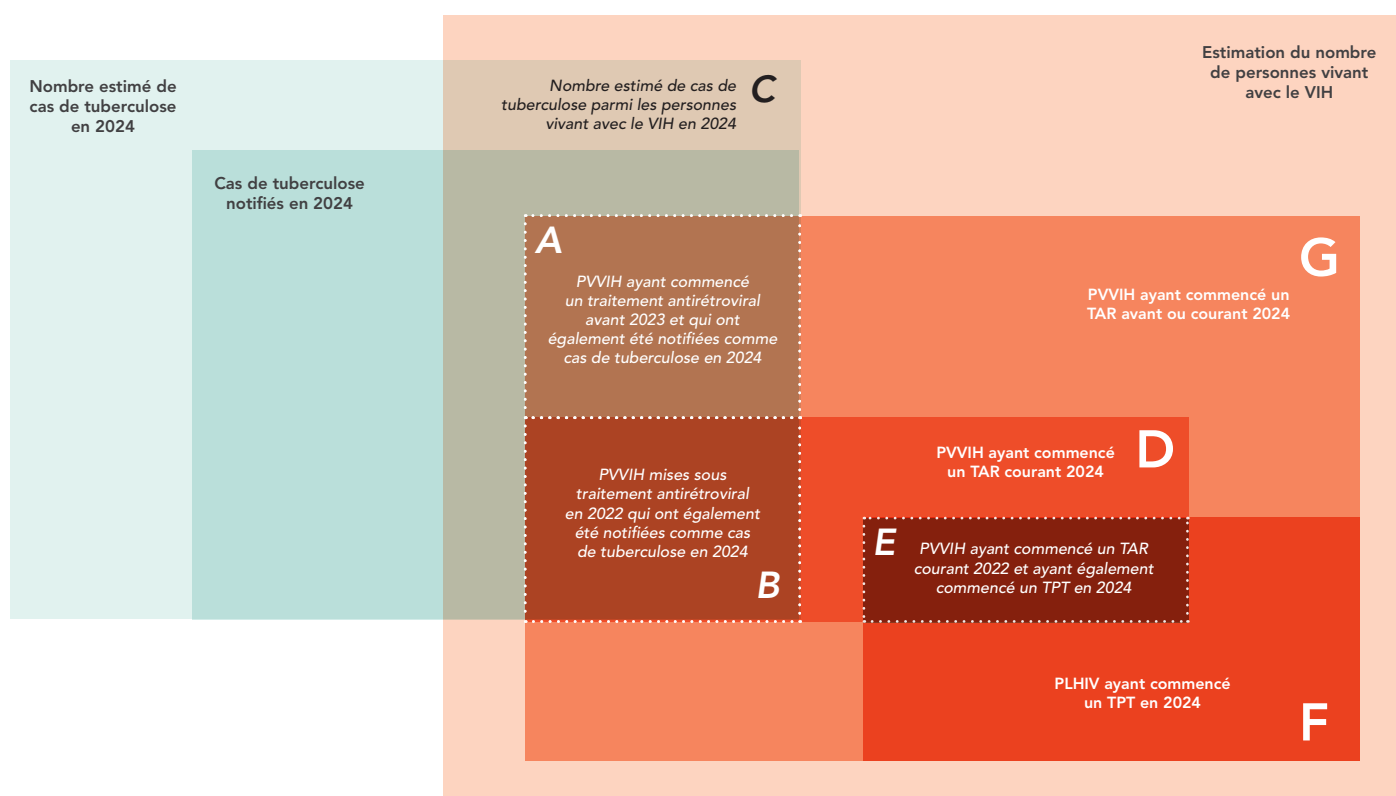 Nombre estimé de
cas de tuberculose
en 2024
Cas de tuberculose
notifiés en 2024
Nombre estimé de cas de
tuberculose parmi les personnes
vivant avec le VIH en 2024
C
Estimation du nombre
de personnes vivant
avec le VIH
A
PVVIH ayant commencé
un traitement antirétroviral
avant 2023 et qui ont
également été notifiées comme
cas de tuberculose en 2024
G
PVVIH ayant commencé un
TAR avant ou courant 2024
PVVIH mises sous
traitement antirétroviral
en 2022 qui ont également
été notifiées comme cas
de tuberculose en 2024
B
PVVIH ayant commencé
un TAR courant 2024
D
E
PVVIH ayant commencé un TAR
courant 2022 et ayant également
commencé un TPT en 2024
PLHIV ayant commencé
un TPT en 2024
F